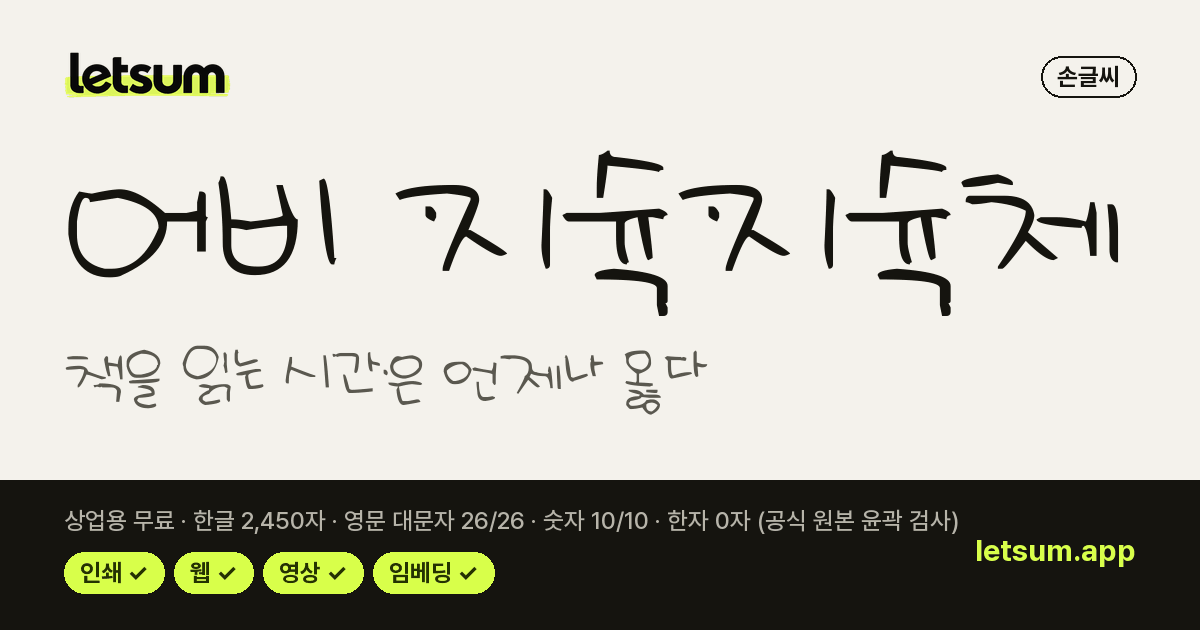 letsum
손글씨
어비 지슉지슉체
책을 읽는 시간은 언제나 옳다
상업용 무료 · 한글 2,450자 · 영문 대문자 26/26 · 숫자 10/10 · 한자 0자 (공식 원본 윤곽 검사)
인쇄 ✓ 웹 ✓ 영상 ✓ 임베딩 ✓
letsum.app